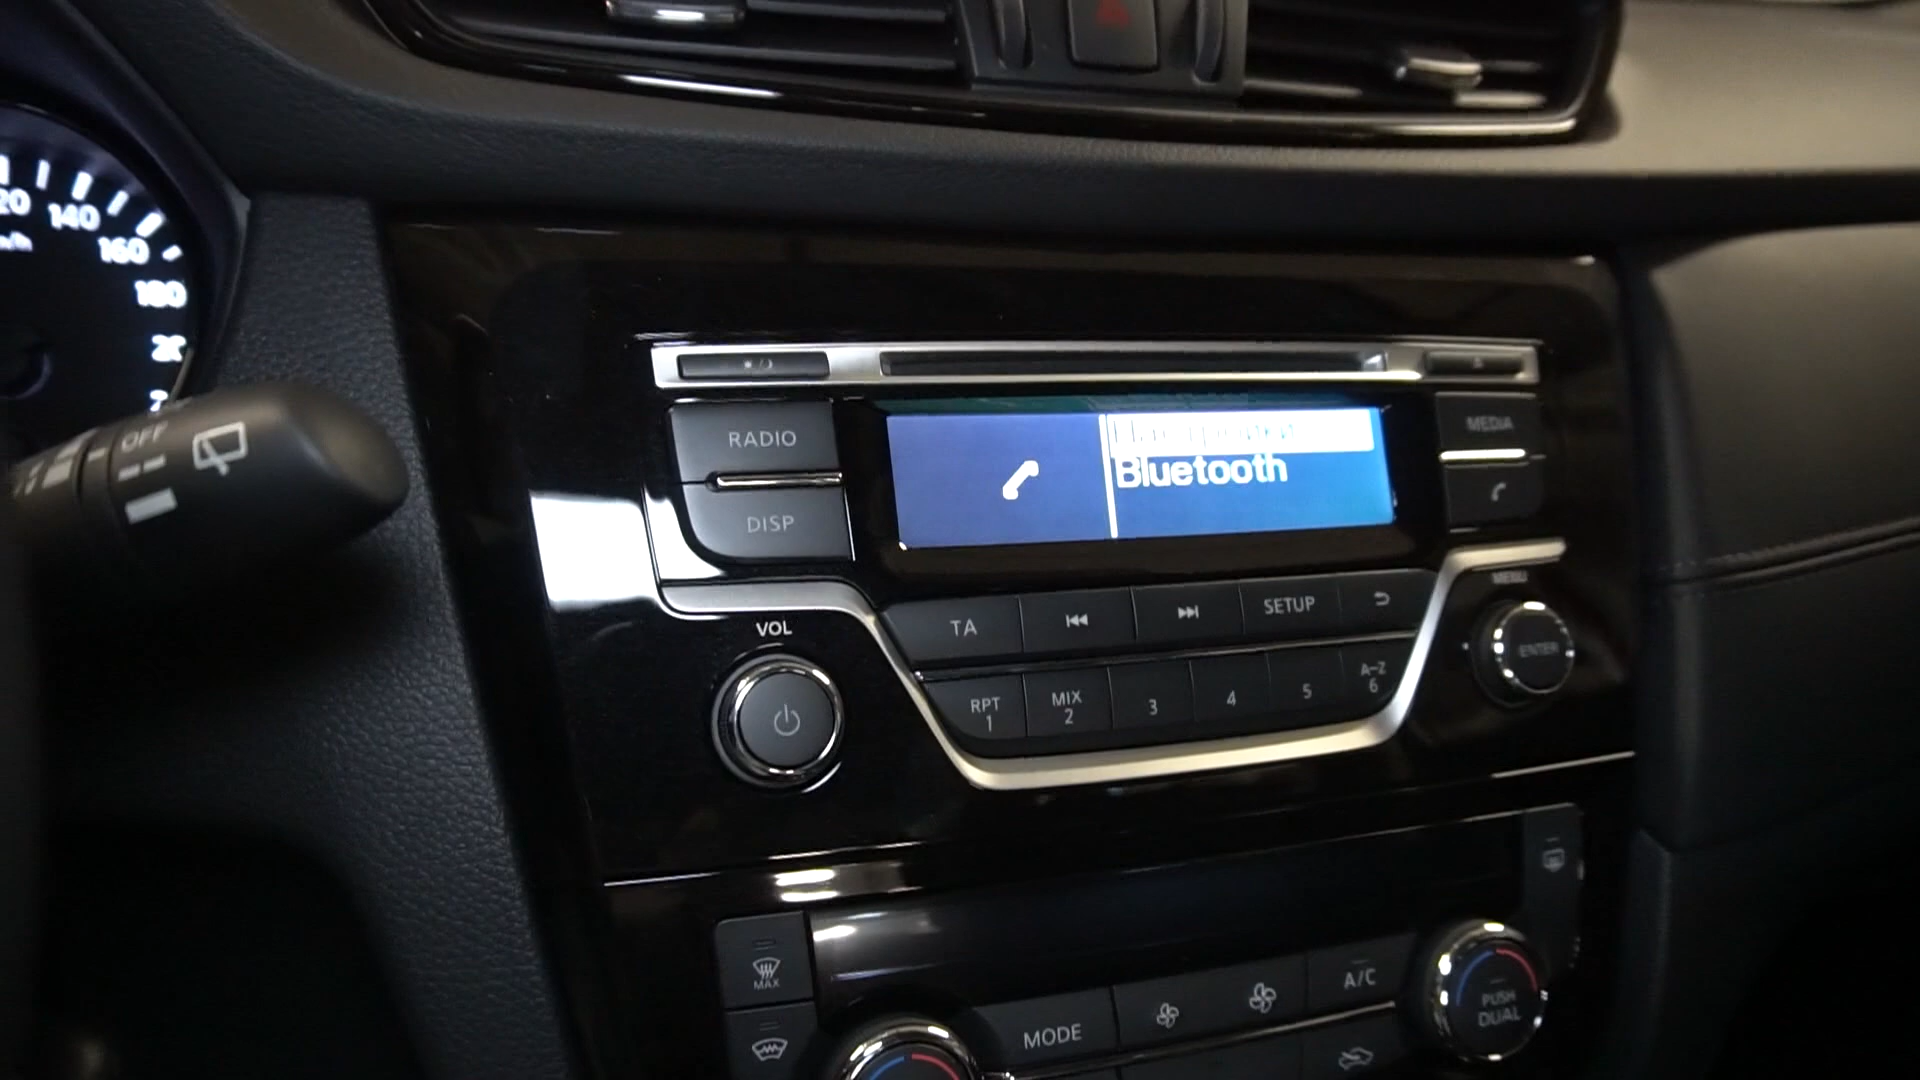 140
160
180
OFF
RADIO
MEDIA
Bluetooth
DISP
VOL
TA
SETUP
MENU
ENTER
RPT
1
MIX
2
3
4
5
A-Z
6
MAX
MODE
A/C
PUSH
DUAL